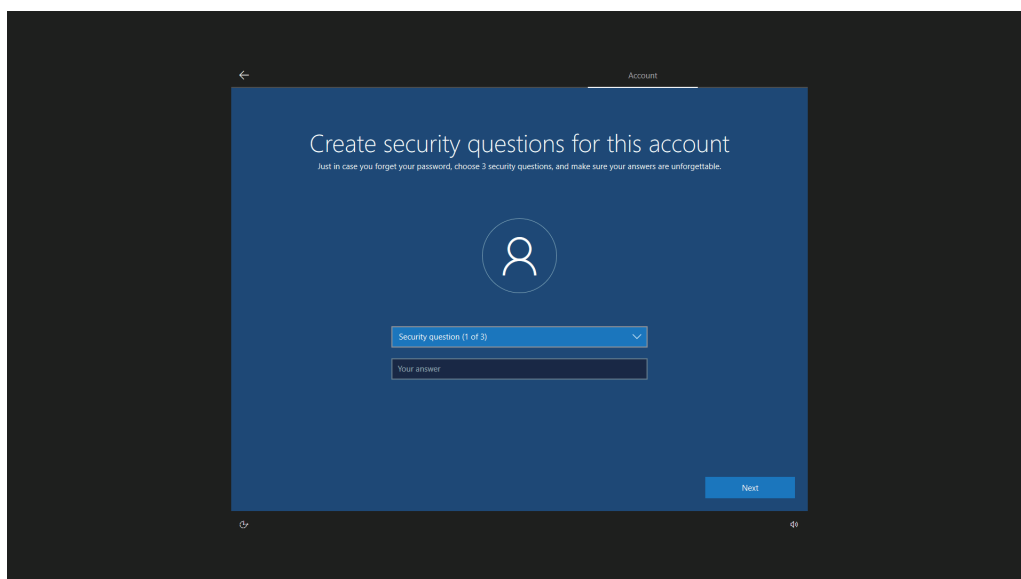 Account
Create security questions for this account
Just in case you forget your password, choose 3 security questions, and make sure your answers are unforgettable.
Security question (1 of 3)
Your answer
Next